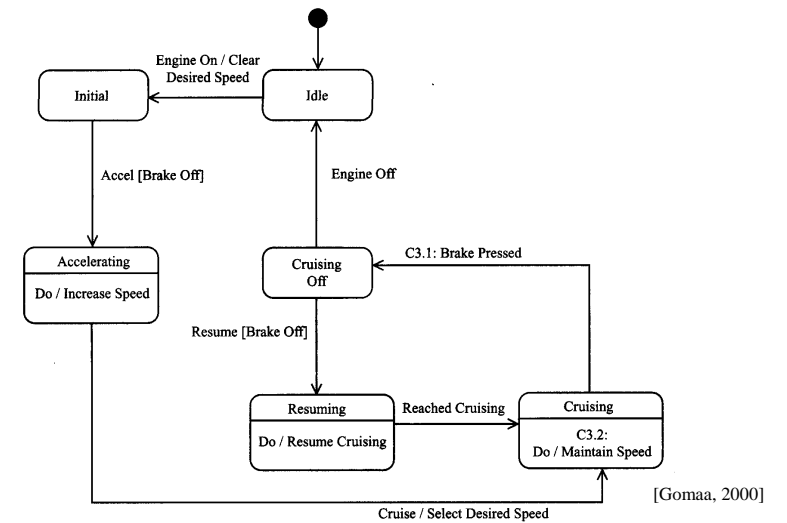 Engine On / Clear
Desired Speed
Initial
Idle
Accel [Brake Off]
Engine Off
Accelerating
Do / Increase Speed
Cruising
Off
C3.1: Brake Pressed
Resume [Brake Off]
Resuming
Do / Resume Cruising
Reached Cruising
Cruising
C3.2:
Do / Maintain Speed
Cruise / Select Desired Speed
[Gomaa, 2000]